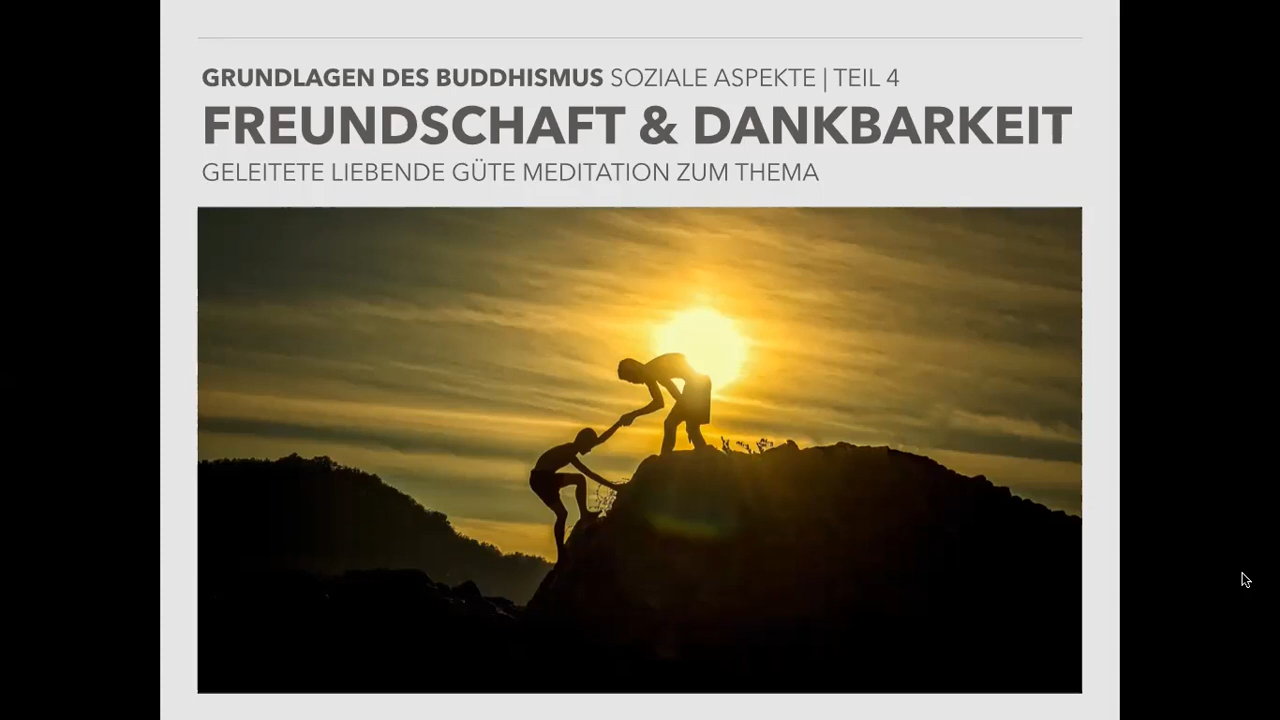 GRUNDLAGEN DES BUDDHISMUS SOZIALE ASPEKTE | TEIL 4
FREUNDSCHAFT & DANKBARKEIT
GELEITETE LIEBENDE GÜTE MEDITATION ZUM THEMA